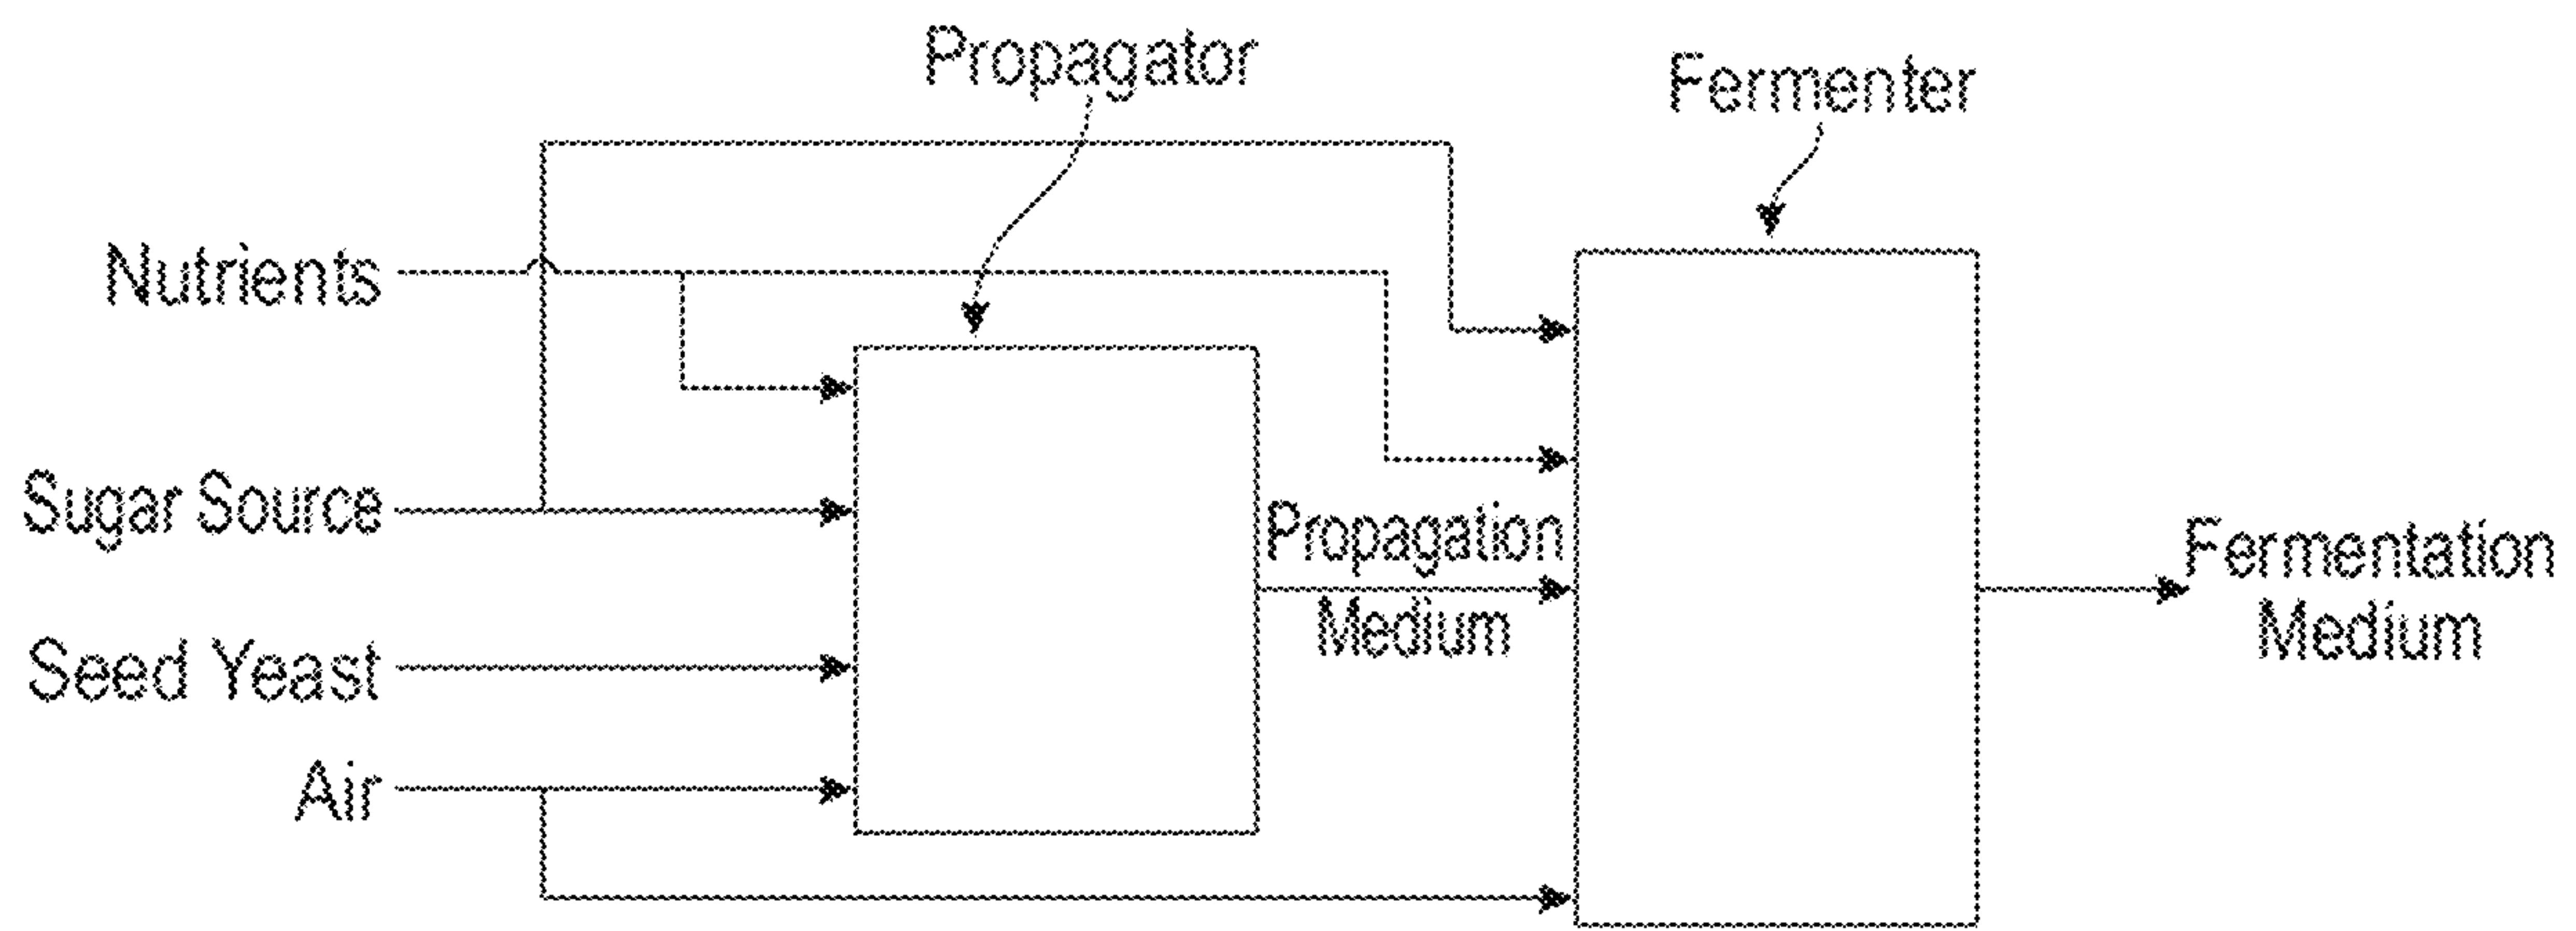 Propagator
Fermenter
Nutrients
Sugar Source
Propagation
Medium
Fermentation
Medium
Seed Yeast
Air